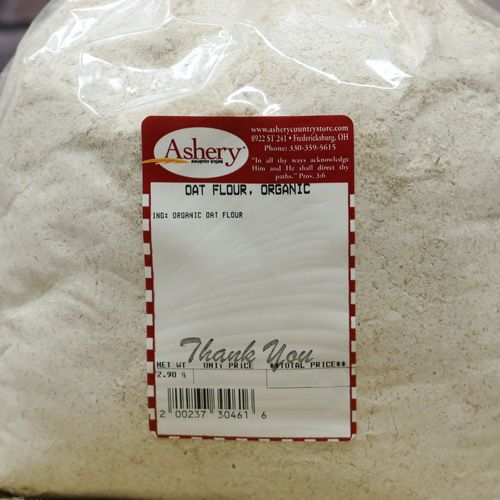 Ashery
COUNTRY STORE
www.asherycountrystore.com
8922 ST 241 • Fredericksburg, OH
Phone: 330-359-5615
"In all thy ways acknowledge
Him and He shall direct thy
paths." Prov. 3:6
OAT FLOUR, ORGANIC
ING: ORGANIC OAT FLOUR
Thank You
NET WT UNIT PRICE **TOTAL PRICE**
2.90 lb
2 00237 30461 6